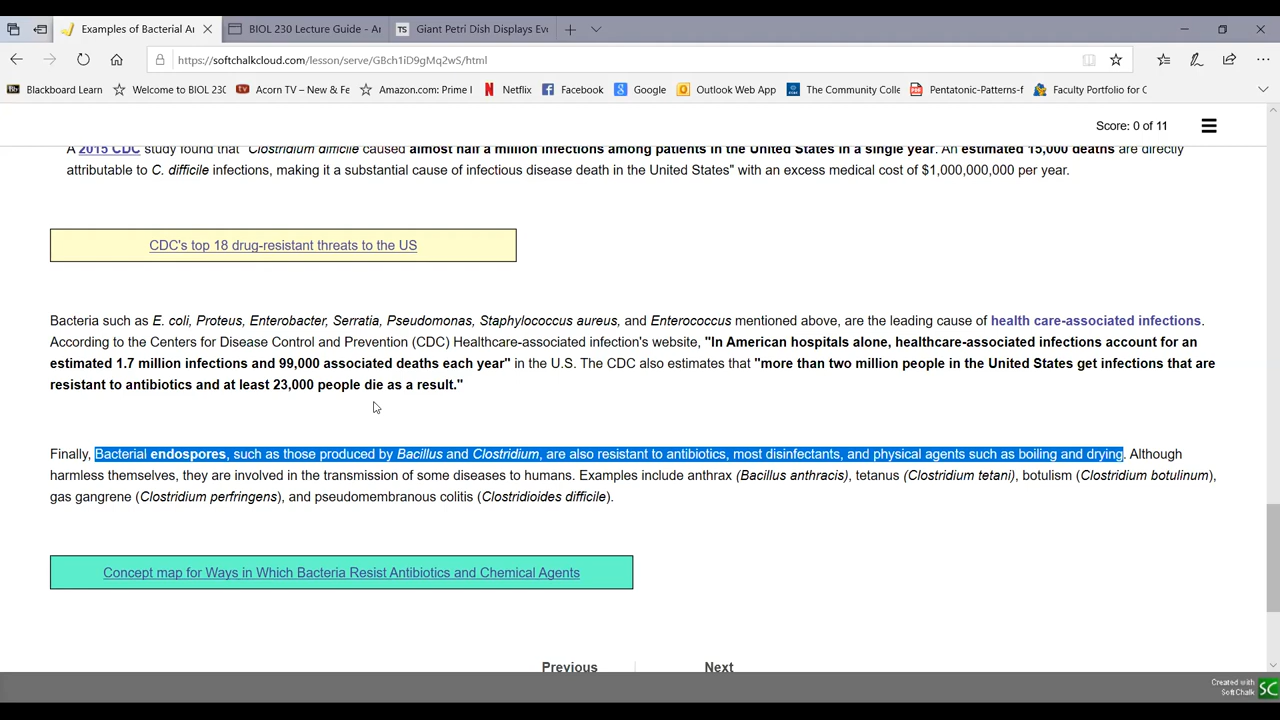 Examples of Bacterial Ar
BIOL 230 Lecture Guide - Ar
TS Giant Petri Dish Displays Evo
https://softchalkcloud.com/lesson/serve/GBch1iD9gMq2wS/html
Bb Blackboard Learn Welcome to BIOL 230 Acorn TV – New & Fe Amazon.com: Prime I Netflix Facebook Google Outlook Web App The Community Colle Pentatonic-Patterns-f Faculty Portfolio for C
Score: 0 of 11
A 2015 CDC study found that "Clostridium difficile caused almost half a million infections among patients in the United States in a single year. An estimated 15,000 deaths are directly
attributable to C. difficile infections, making it a substantial cause of infectious disease death in the United States" with an excess medical cost of $1,000,000,000 per year.
CDC's top 18 drug-resistant threats to the US
Bacteria such as E. coli, Proteus, Enterobacter, Serratia, Pseudomonas, Staphylococcus aureus, and Enterococcus mentioned above, are the leading cause of health care-associated infections.
According to the Centers for Disease Control and Prevention (CDC) Healthcare-associated infection's website, "In American hospitals alone, healthcare-associated infections account for an
estimated 1.7 million infections and 99,000 associated deaths each year" in the U.S. The CDC also estimates that "more than two million people in the United States get infections that are
resistant to antibiotics and at least 23,000 people die as a result."
Finally, Bacterial endospores, such as those produced by Bacillus and Clostridium, are also resistant to antibiotics, most disinfectants, and physical agents such as boiling and drying. Although
harmless themselves, they are involved in the transmission of some diseases to humans. Examples include anthrax (Bacillus anthracis), tetanus (Clostridium tetani), botulism (Clostridium botulinum),
gas gangrene (Clostridium perfringens), and pseudomembranous colitis (Clostridioides difficile).
Concept map for Ways in Which Bacteria Resist Antibiotics and Chemical Agents
Previous Next
Created with
SoftChalk SC